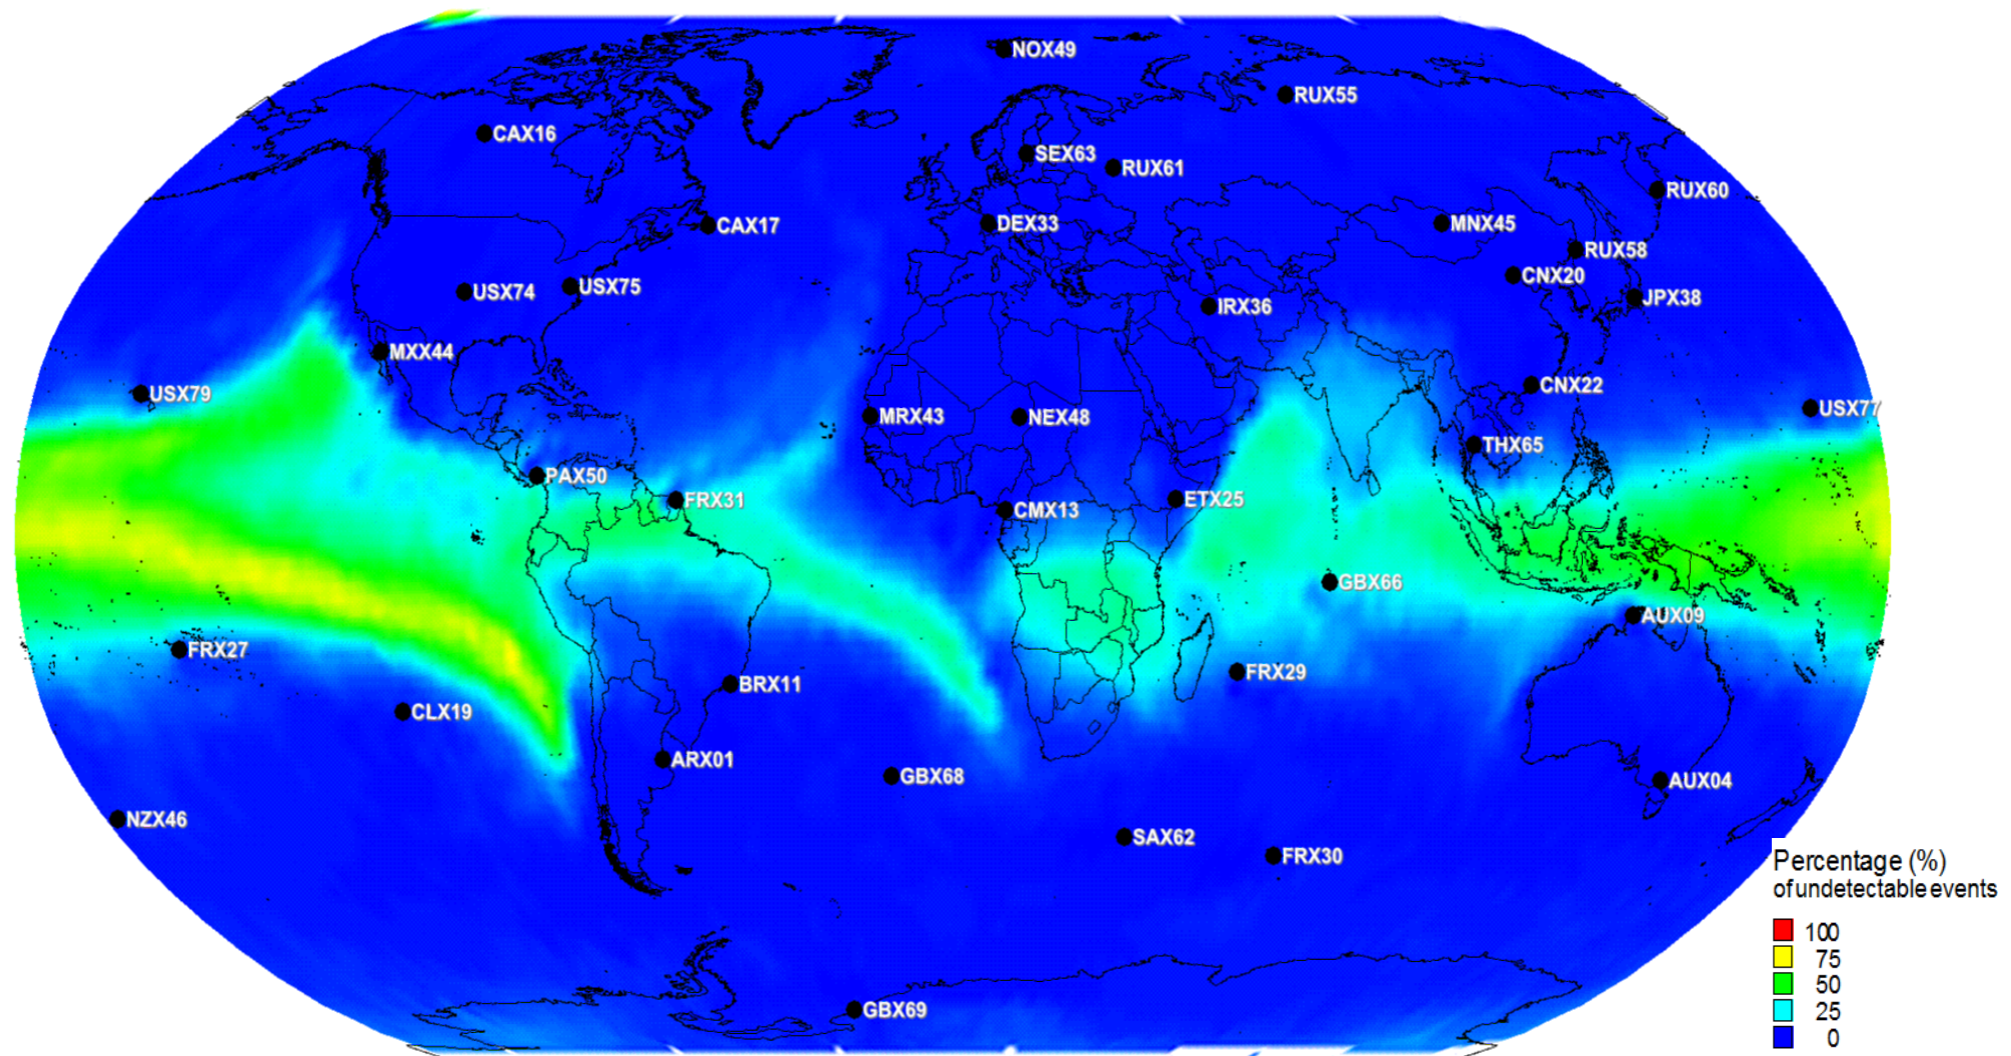 NOX49
RUX55
CAX16
SEX63
RUX61
RUX60
CAX17
DEX33
MNX45
RUX58
CNX20
USX74
USX75
IRX36
JPX38
MXX44
USX79
CNX22
USX77
MRX43
NEX48
THX65
PAX50
FRX31
ETX25
CMX13
GBX66
AUX09
FRX27
FRX29
BRX11
CLX19
ARX01
GBX68
AUX04
NZX46
SAX62
FRX30
GBX69
Percentage (%)
of undetectable events
100
75
50
25
0